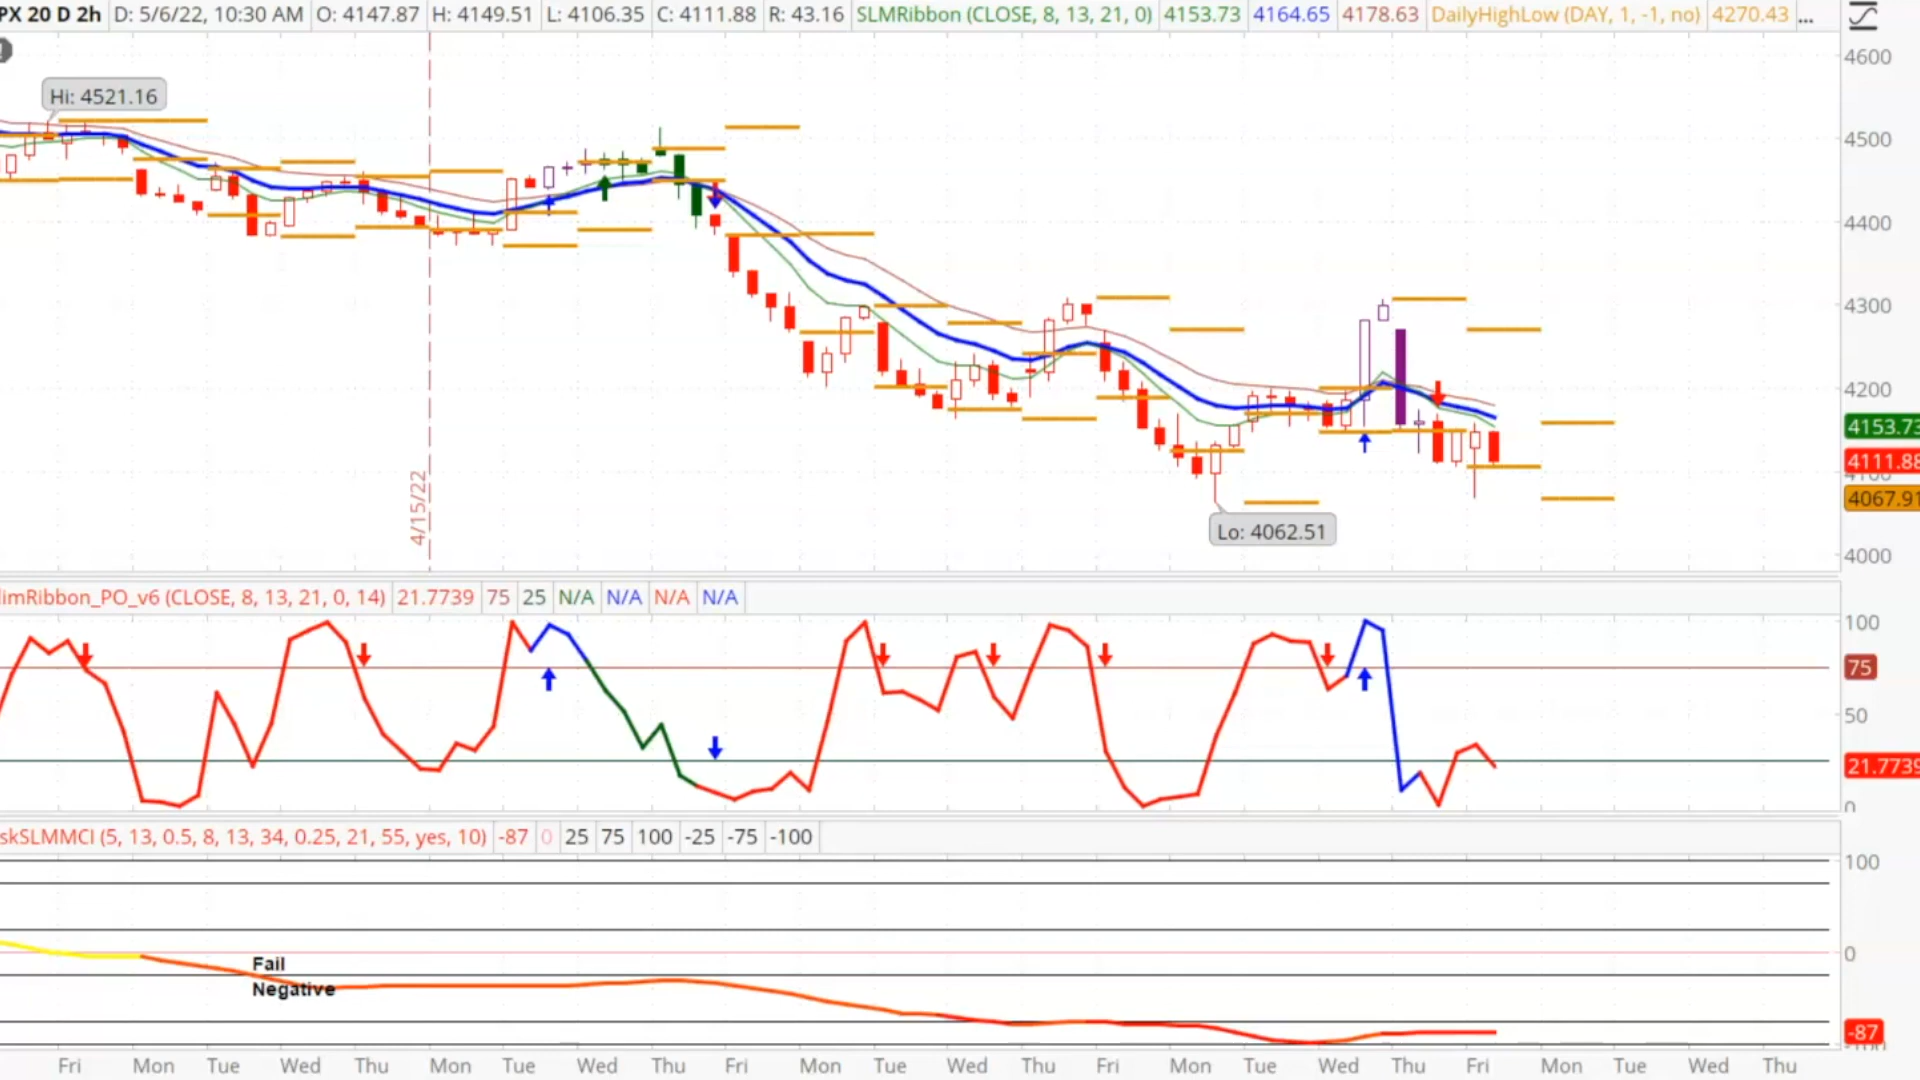 PX 20 D 2h D: 5/6/22, 10:30 AM O: 4147.87 H: 4149.51 L: 4106.35 C: 4111.88 R: 43.16 SLMRibbon (CLOSE, 8, 13, 21, 0) 4153.73 4164.65 4178.63 DailyHighLow (DAY, 1, -1, no) 4270.43 ...
4600
Hi: 4521.16
4500
4400
4300
4200
4153.73
4111.88
4100
4067.91
4/15/22
Lo: 4062.51
4000
limRibbon_PO_v6 (CLOSE, 8, 13, 21, 0, 14) 21.7739 75 25 N/A N/A N/A N/A
100
75
50
21.7739
0
skSLMMCI (5, 13, 0.5, 8, 13, 34, 0.25, 21, 55, yes, 10) -87 0 25 75 100 -25 -75 -100
100
0
Fail
Negative
-87
-100
Fri Mon Tue Wed Thu Mon Tue Wed Thu Fri Mon Tue Wed Thu Fri Mon Tue Wed Thu Fri Mon Tue Wed Thu